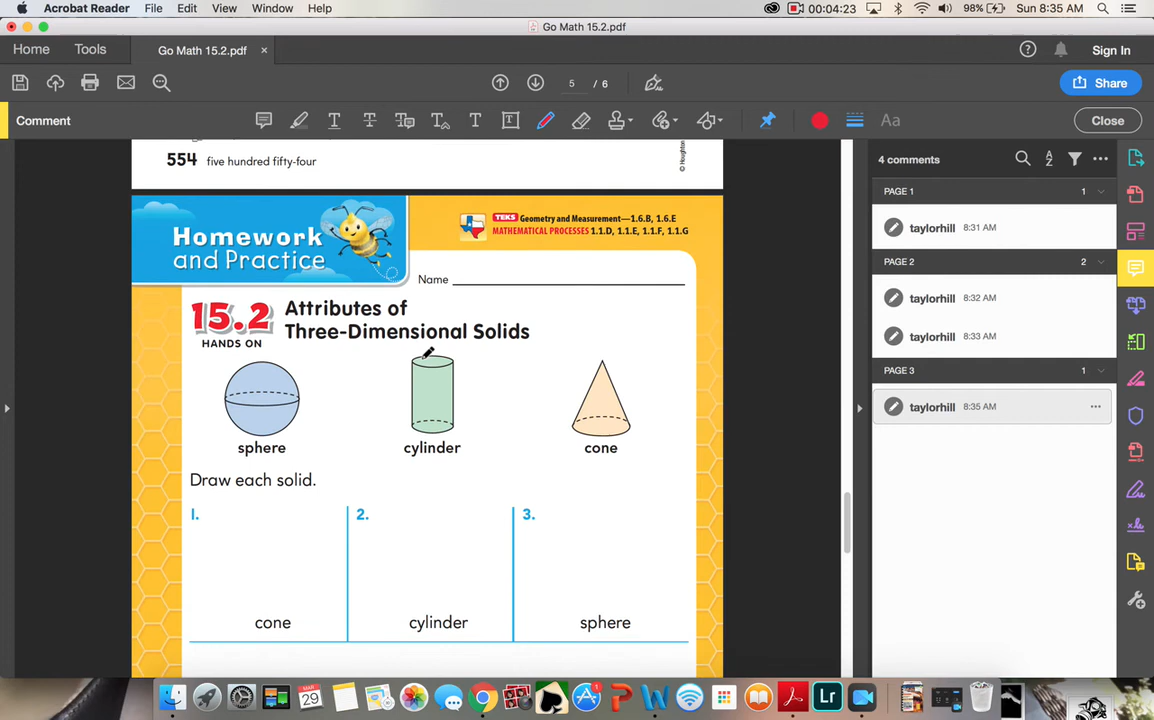 Acrobat Reader File Edit View Window Help 00:04:23 98% Sun 8:35 AM
Go Math 15.2.pdf
Home Tools Go Math 15.2.pdf × Sign In
5 / 6 Share
Comment Aa Close
554 five hundred fifty-four
© Houghton
4 comments
PAGE 1 1
taylorhill 8:31 AM
PAGE 2 2
taylorhill 8:32 AM
taylorhill 8:33 AM
PAGE 3 1
taylorhill 8:35 AM
Homework
and Practice
TEKS Geometry and Measurement—1.6.B, 1.6.E
MATHEMATICAL PROCESSES 1.1.D, 1.1.E, 1.1.F, 1.1.G
Name
15.2
HANDS ON
Attributes of
Three-Dimensional Solids
sphere cylinder cone
Draw each solid.
1. 2. 3.
cone cylinder sphere
29